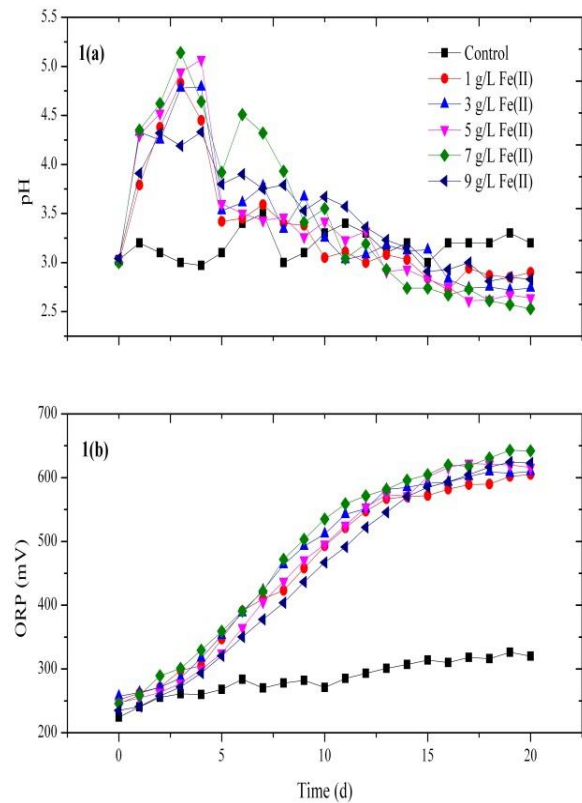 1(a)
Control
1 g/L Fe(II)
3 g/L Fe(II)
5 g/L Fe(II)
7 g/L Fe(II)
9 g/L Fe(II)
5.5
5.0
4.5
4.0
3.5
3.0
2.5
pH
1(b)
700
600
500
400
300
200
ORP (mV)
0 5 10 15 20
Time (d)